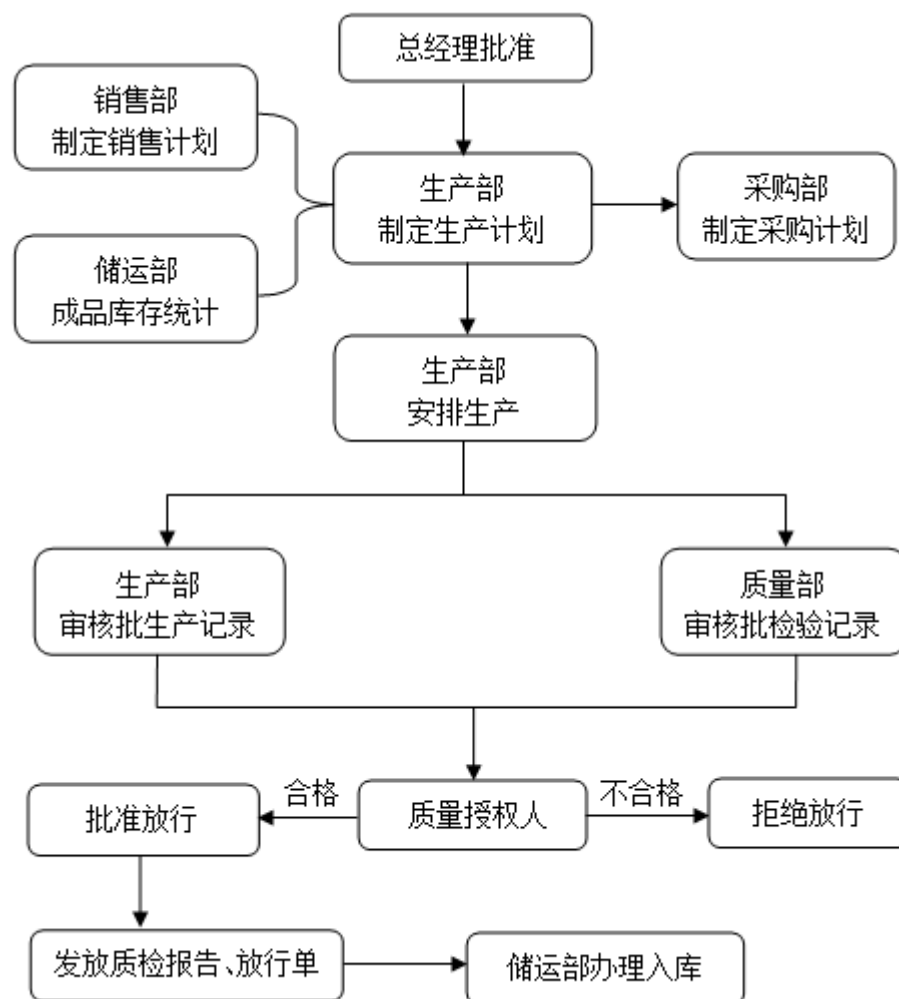 总经理批准
销售部
制定销售计划
生产部
制定生产计划
采购部
制定采购计划
储运部
成品库存统计
生产部
安排生产
生产部
审核批生产记录
质量部
审核批检验记录
批准放行
合格
质量授权人
不合格
拒绝放行
发放质检报告、放行单
储运部办理入库